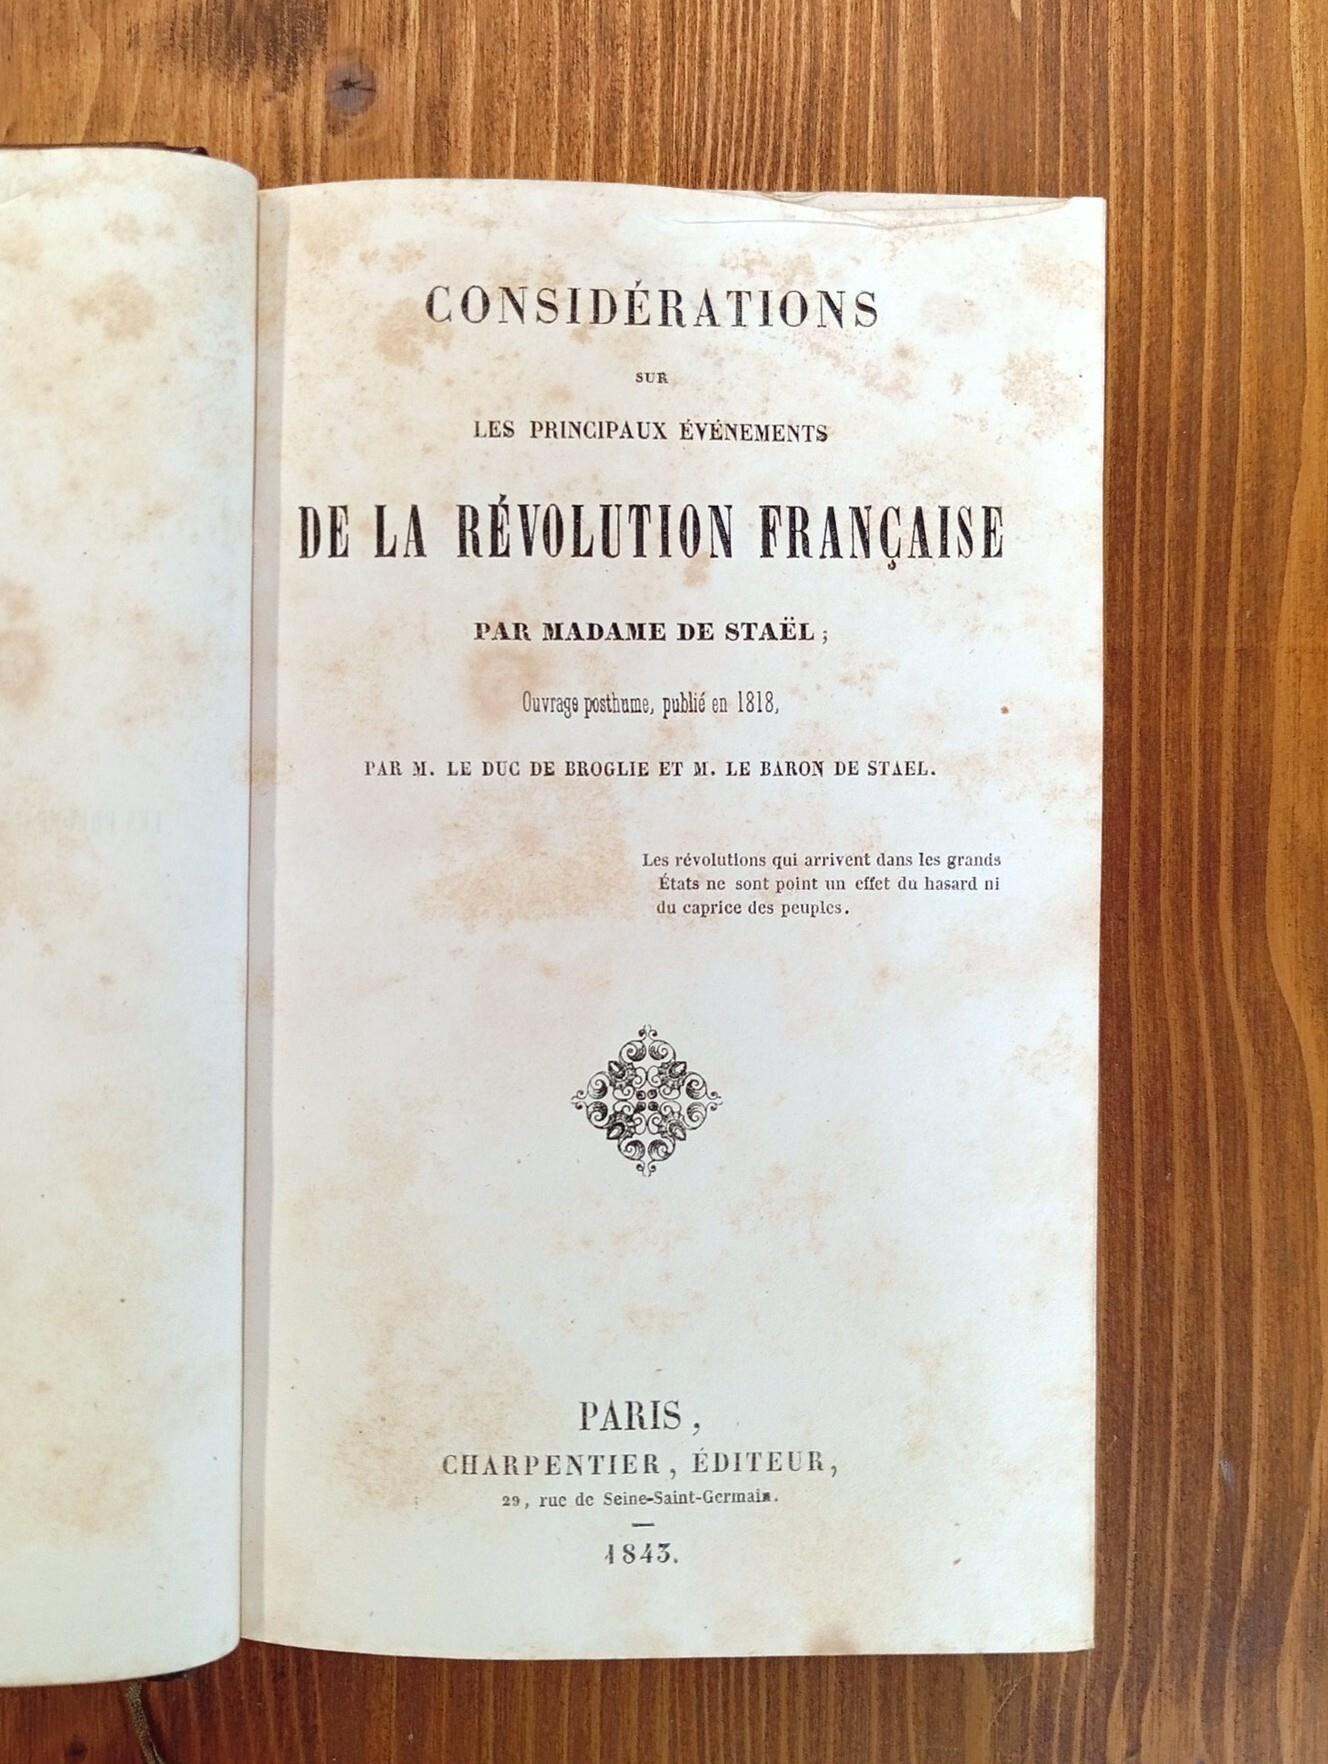 CONSIDÉRATIONS
SUR
LES PRINCIPAUX ÉVÉNEMENTS
DE LA RÉVOLUTION FRANÇAISE
PAR MADAME DE STAËL ;
Ouvrage posthume, publié en 1818,
PAR M. LE DUC DE BROGLIE ET M. LE BARON DE STAEL.
Les révolutions qui arrivent dans les grands
États ne sont point un effet du hasard ni
du caprice des peuples.
PARIS,
CHARPENTIER, ÉDITEUR,
29, rue de Seine-Saint-Germain.
1843.